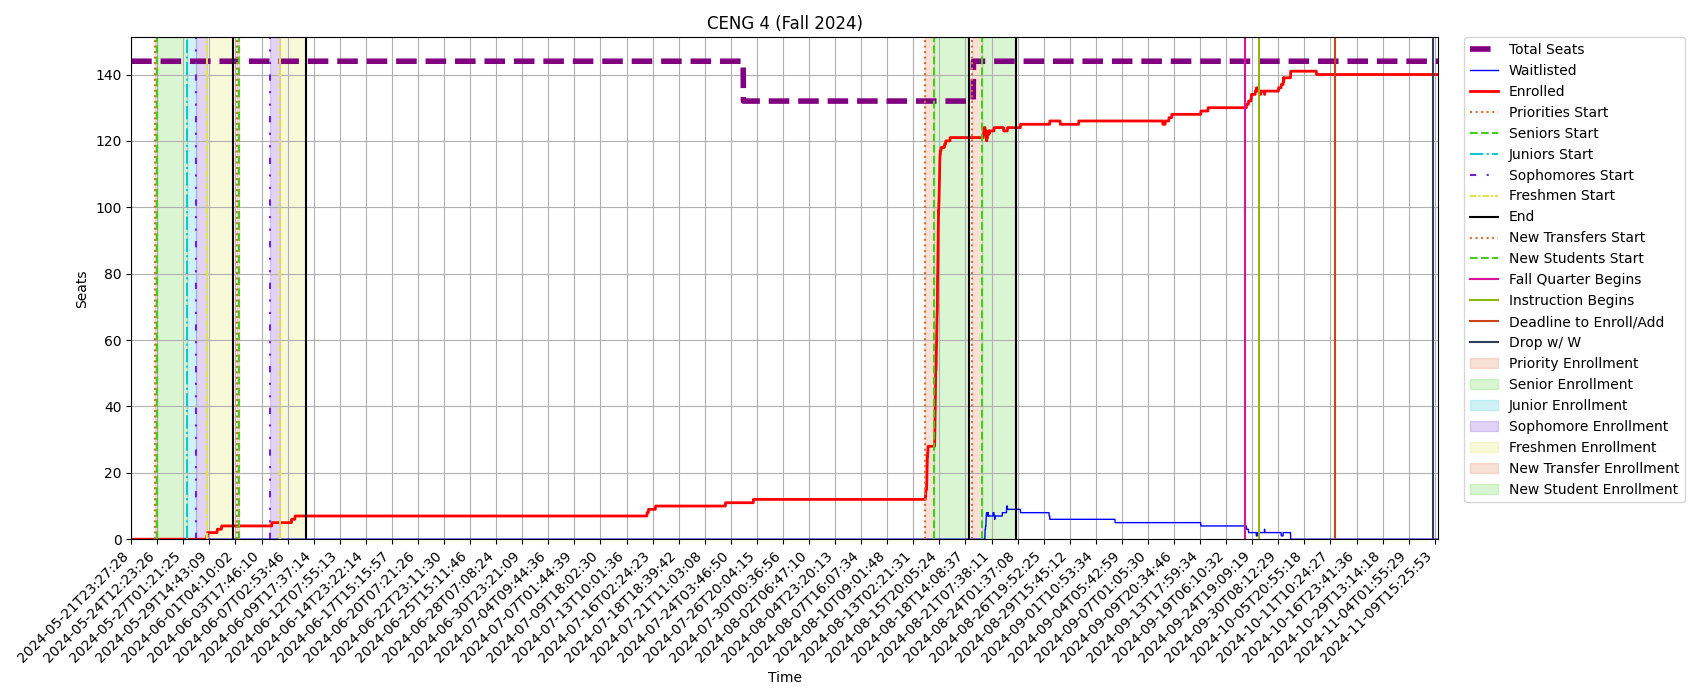 CENG 4 (Fall 2024)
Seats
140
120
100
80
60
40
20
0
2024-05-21T23:27:28
2024-05-24T12:23:26
2024-05-27T01:21:25
2024-05-29T14:43:09
2024-06-01T04:10:02
2024-06-03T17:46:10
2024-06-07T02:53:46
2024-06-09T17:37:14
2024-06-12T07:55:13
2024-06-14T23:22:14
2024-06-17T15:15:57
2024-06-20T07:21:26
2024-06-22T23:11:30
2024-06-25T15:11:46
2024-06-28T07:08:24
2024-06-30T23:21:09
2024-07-04T09:44:36
2024-07-07T01:44:39
2024-07-09T18:02:30
2024-07-13T10:01:36
2024-07-16T02:24:23
2024-07-18T18:39:42
2024-07-21T11:03:08
2024-07-24T03:46:50
2024-07-26T20:04:15
2024-07-30T00:36:56
2024-08-02T06:47:10
2024-08-04T23:20:13
2024-08-07T16:07:34
2024-08-10T09:01:48
2024-08-13T02:21:31
2024-08-15T20:05:24
2024-08-18T14:08:37
2024-08-21T07:38:11
2024-08-24T01:37:08
2024-08-26T19:52:25
2024-08-29T15:45:12
2024-09-01T10:53:34
2024-09-04T05:42:59
2024-09-07T01:05:30
2024-09-09T20:34:46
2024-09-13T17:59:34
2024-09-19T06:10:32
2024-09-24T19:09:19
2024-09-30T08:12:29
2024-10-05T20:55:18
2024-10-11T10:24:27
2024-10-16T23:41:36
2024-10-29T13:14:18
2024-11-04T01:55:29
2024-11-09T15:25:53
Time
Total Seats
Waitlisted
Enrolled
Priorities Start
Seniors Start
Juniors Start
Sophomores Start
Freshmen Start
End
New Transfers Start
New Students Start
Fall Quarter Begins
Instruction Begins
Deadline to Enroll/Add
Drop w/ W
Priority Enrollment
Senior Enrollment
Junior Enrollment
Sophomore Enrollment
Freshmen Enrollment
New Transfer Enrollment
New Student Enrollment